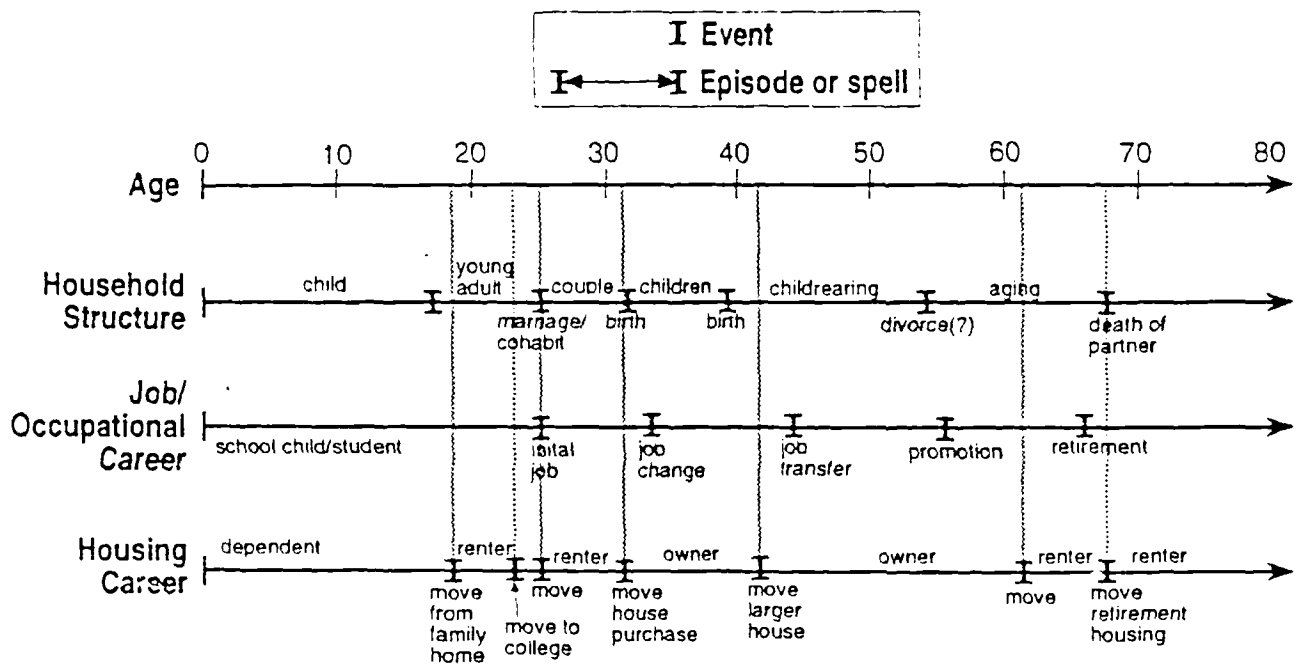 Event
Episode or spell
0 10 20 30 40 50 60 70 80
Age
Household
Structure
child
young
adult
couple
children
childrearing
aging
marriage/
cohabit
birth
birth
divorce(?)
death of
partner
Job/
Occupational
Career
school child/student
inital
job
job
change
job
transfer
promotion
retirement
Housing
Career
dependent
renter
renter
owner
owner
renter
renter
move
from
family
home
move to
college
move
move
house
purchase
move
larger
house
move
move
retirement
housing